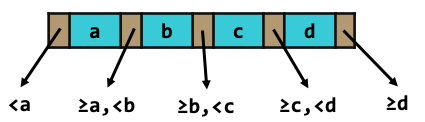 a b c d
<a ≥a,<b ≥b,<c ≥c,<d ≥d